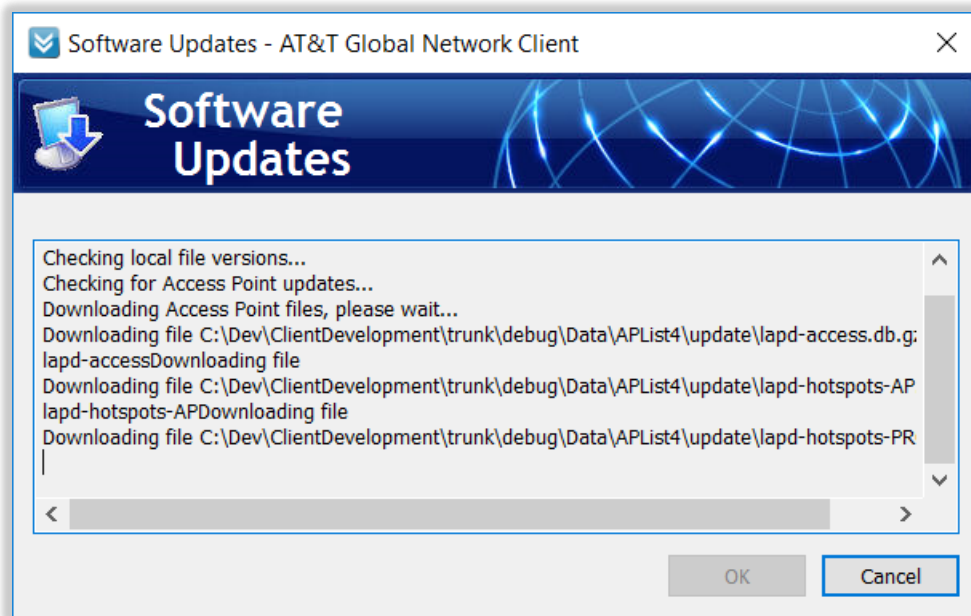 Software Updates - AT&T Global Network Client
Software
Updates
Checking local file versions...
Checking for Access Point updates...
Downloading Access Point files, please wait...
Downloading file C:\Dev\ClientDevelopment\trunk\debug\Data\APList4\update\lapd-access.db.gz
lapd-accessDownloading file
Downloading file C:\Dev\ClientDevelopment\trunk\debug\Data\APList4\update\lapd-hotspots-AP
lapd-hotspots-APDownloading file
Downloading file C:\Dev\ClientDevelopment\trunk\debug\Data\APList4\update\lapd-hotspots-PR
OK
Cancel